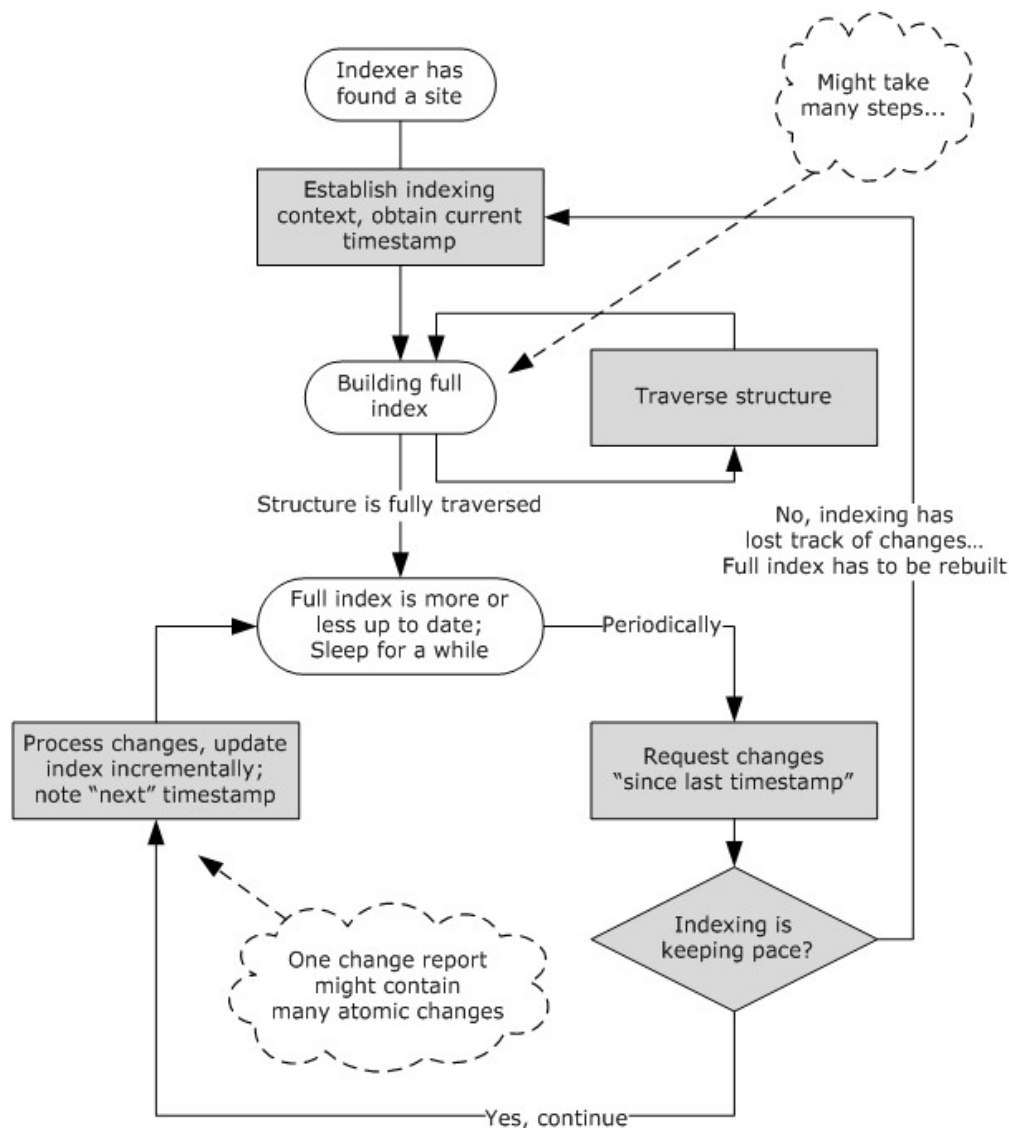 Indexer has
found a site
Might take
many steps...
Establish indexing
context, obtain current
timestamp
Building full
index
Traverse structure
Structure is fully traversed
No, indexing has
lost track of changes…
Full index has to be rebuilt
Full index is more or
less up to date;
Sleep for a while
Periodically
Process changes, update
index incrementally;
note “next” timestamp
Request changes
“since last timestamp”
Indexing is
keeping pace?
One change report
might contain
many atomic changes
Yes, continue